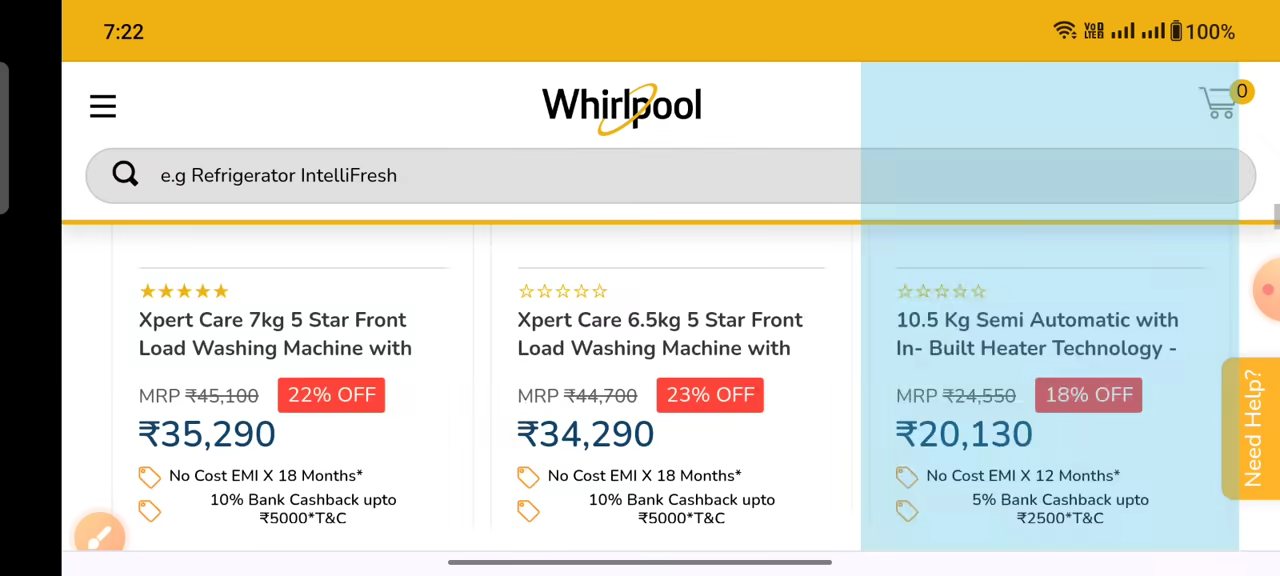 7:22
VoD LTED 100%
Whirlpool
0
e.g Refrigerator IntelliFresh
Xpert Care 7kg 5 Star Front
Load Washing Machine with
MRP ₹45,100 22% OFF
₹35,290
No Cost EMI X 18 Months*
10% Bank Cashback upto
₹5000*T&C
Xpert Care 6.5kg 5 Star Front
Load Washing Machine with
MRP ₹44,700 23% OFF
₹34,290
No Cost EMI X 18 Months*
10% Bank Cashback upto
₹5000*T&C
10.5 Kg Semi Automatic with
In- Built Heater Technology -
MRP ₹24,550 18% OFF
₹20,130
No Cost EMI X 12 Months*
5% Bank Cashback upto
₹2500*T&C
Need Help?